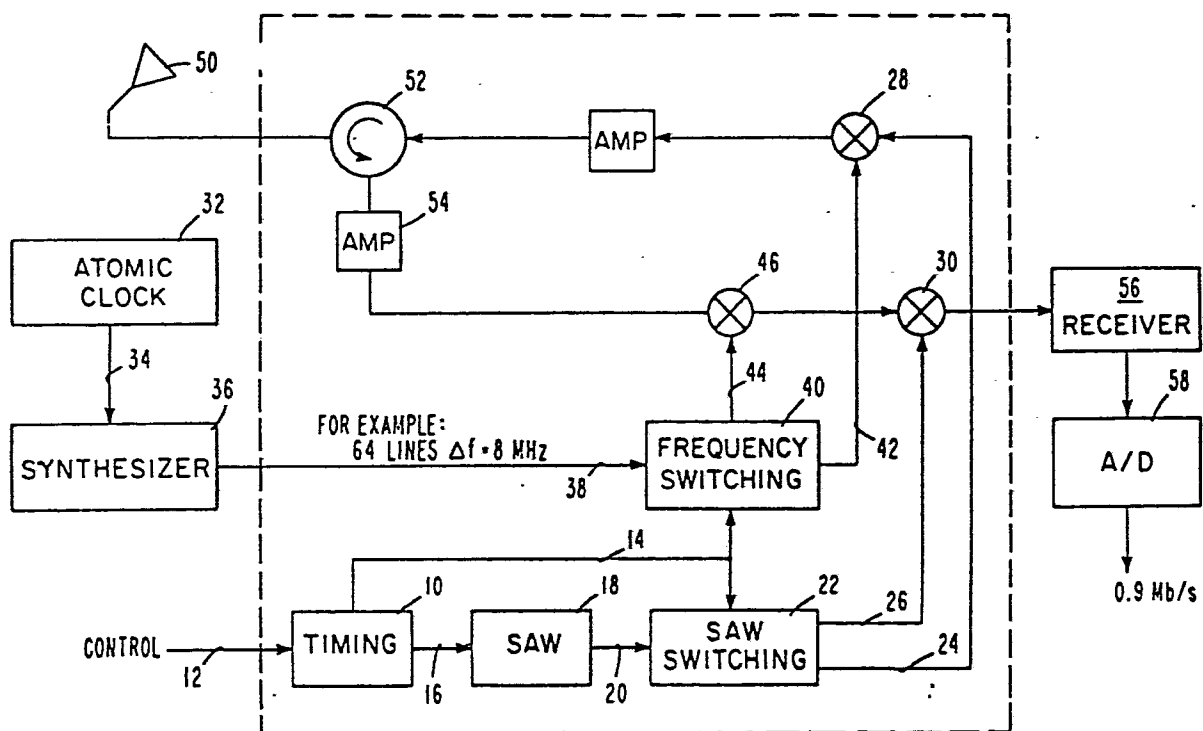 50
52
28
AMP
32
54
ATOMIC
CLOCK
AMP
46
30
56
RECEIVER
34
44
40
58
36
FOR EXAMPLE:
64 LINES Δf = 8 MHz
SYNTHESIZER
FREQUENCY
SWITCHING
42
A/D
38
14
10
18
22
26
0.9 Mb/s
CONTROL
TIMING
SAW
SAW
SWITCHING
24
12
16
20